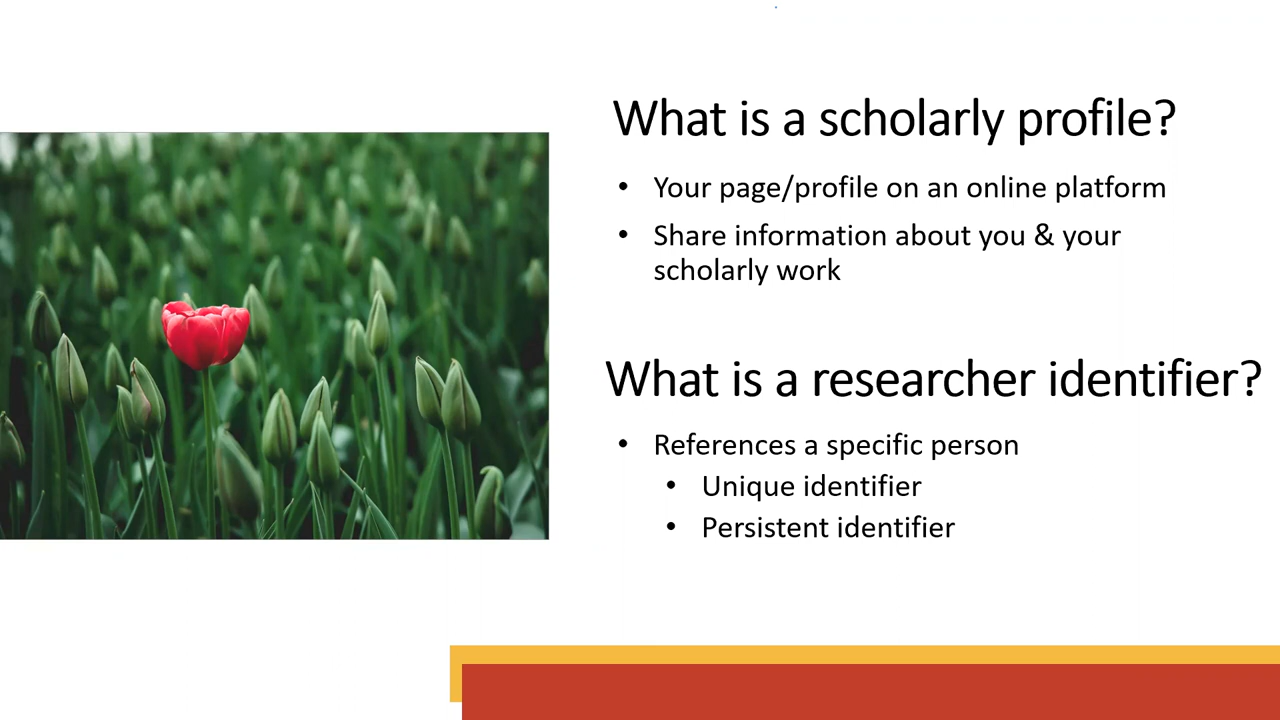 What is a scholarly profile?
• Your page/profile on an online platform
• Share information about you & your
scholarly work
What is a researcher identifier?
• References a specific person
• Unique identifier
• Persistent identifier